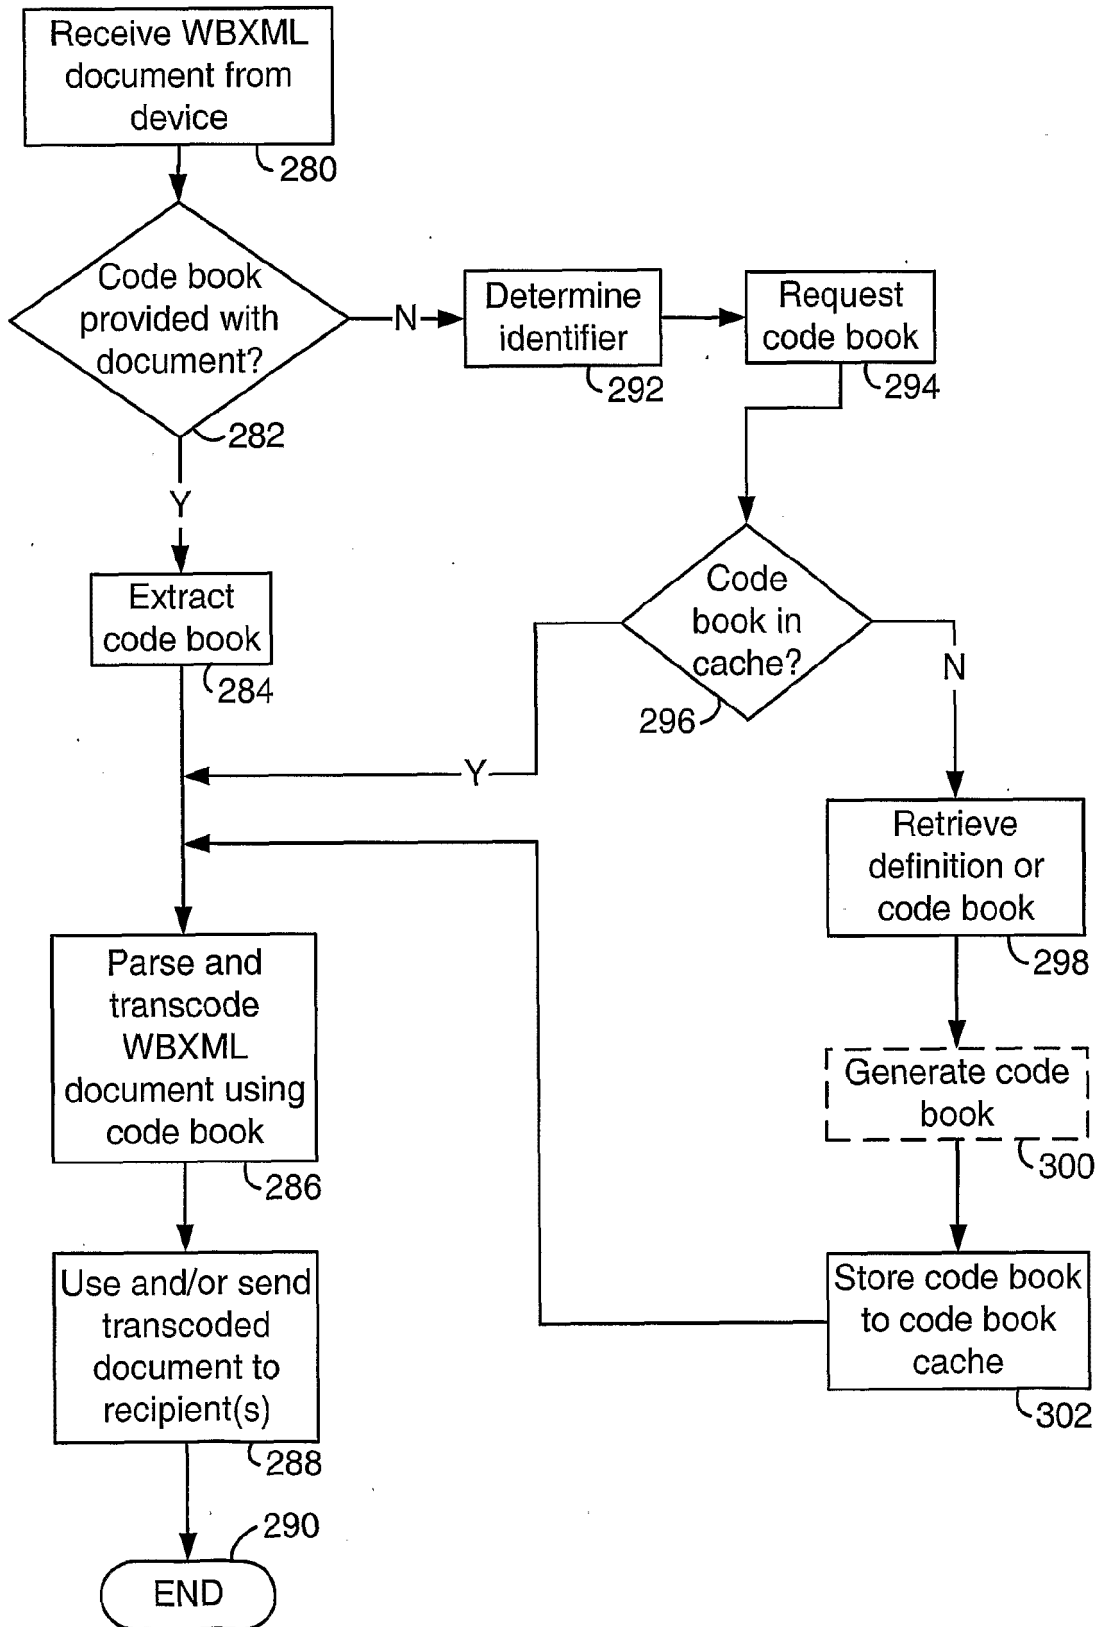 Receive WBXML
document from
device
280
Code book
provided with
document?
282
N
Determine
identifier
292
Request
code book
294
Y
Extract
code book
284
Code
book in
cache?
296
N
Y
Retrieve
definition or
code book
298
Parse and
transcode
WBXML
document using
code book
286
Generate code
book
300
Use and/or send
transcoded
document to
recipient(s)
288
Store code book
to code book
cache
302
290
END